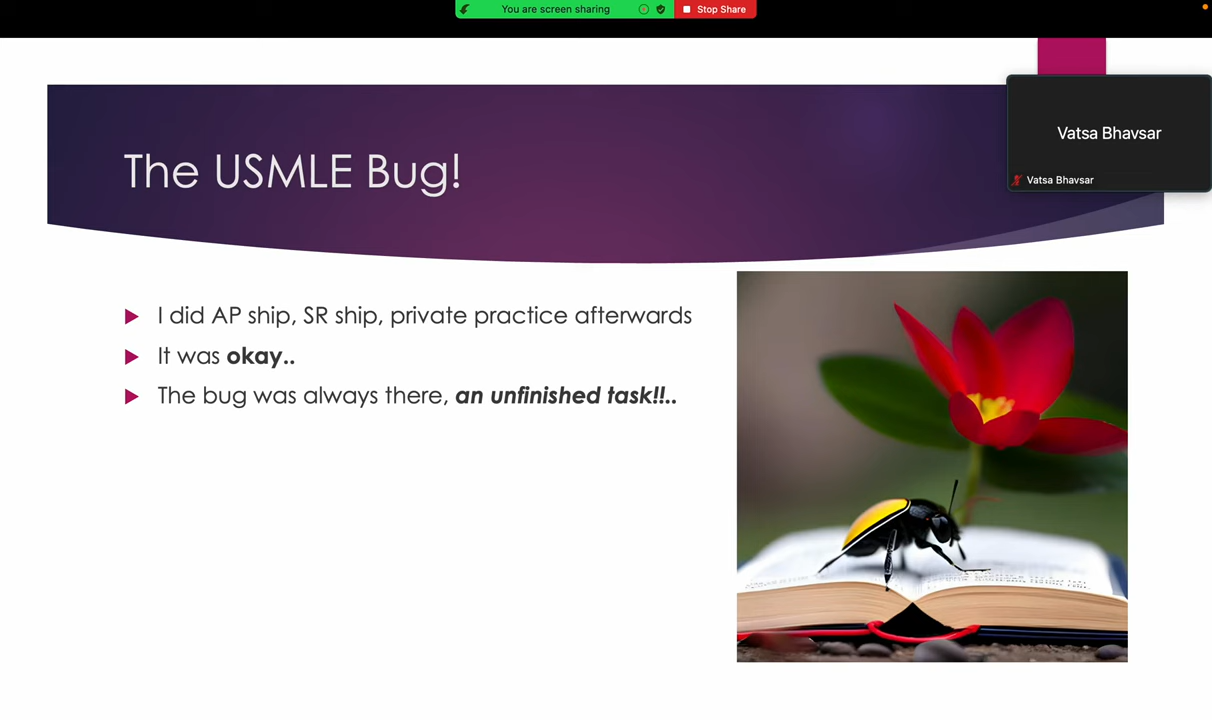 You are screen sharing
Stop Share
Vatsa Bhavsar
Vatsa Bhavsar
The USMLE Bug!
I did AP ship, SR ship, private practice afterwards
It was okay..
The bug was always there, an unfinished task!!..